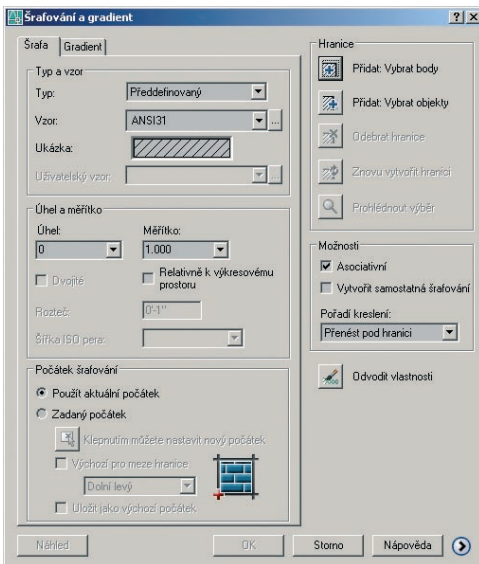 Šrafování a gradient
Šrafa
Gradient
Typ a vzor
Typ:
Předdefinovaný
Vzor:
ANSI31
...
Ukázka:
Uživatelský vzor:
...
Úhel a měřítko
Úhel:
Měřítko:
0
1.000
Dvojité
Relativně k výkresovému
prostoru
Rozteč:
0'-1"
Šířka ISO pera:
Počátek šrafování
Použít aktuální počátek
Zadaný počátek
Klepnutím můžete nastavit nový počátek
Výchozí pro meze hranice
Dolní levý
Uložit jako výchozí počátek
Hranice
Přidat: Vybrat body
Přidat: Vybrat objekty
Odebrat hranice
Znovu vytvořit hranici
Prohlédnout výběr
Možnosti
Asociativní
Vytvořit samostatná šrafování
Pořadí kreslení:
Přenést pod hranici
Odvodit vlastnosti
Náhled
OK
Storno
Nápověda